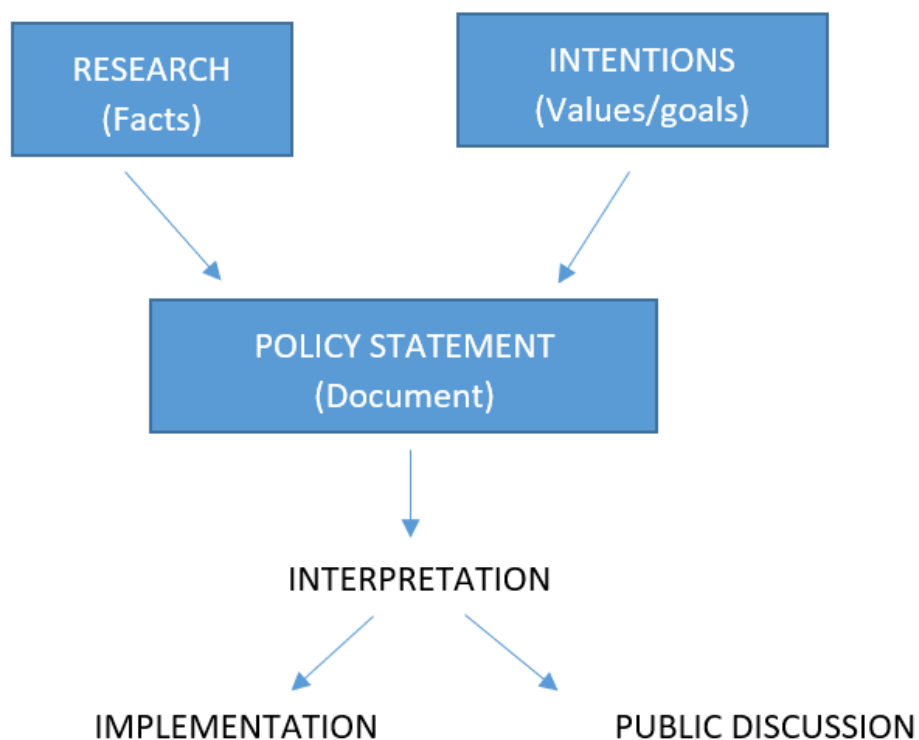 RESEARCH
(Facts)
INTENTIONS
(Values/goals)
POLICY STATEMENT
(Document)
INTERPRETATION
IMPLEMENTATION
PUBLIC DISCUSSION